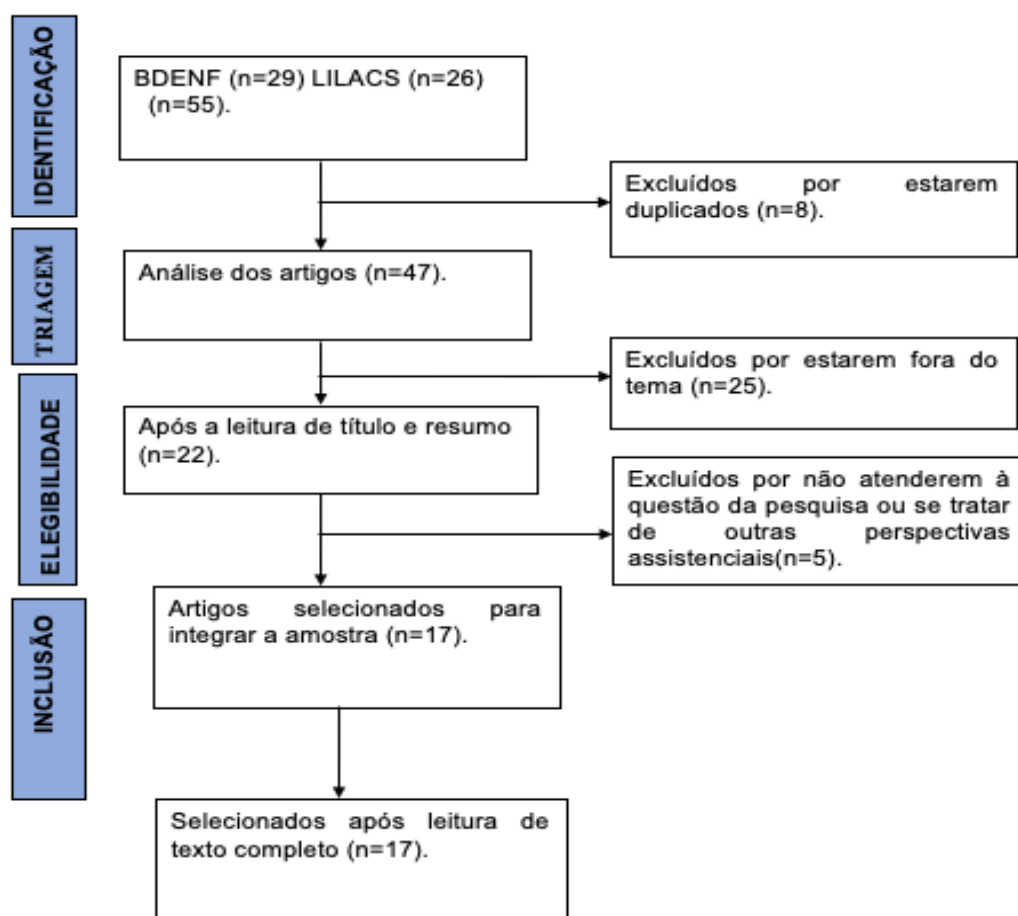 IDENTIFICAÇÃO
BDENF (n=29) LILACS (n=26)
(n=55).
Excluídos por estarem
duplicados (n=8).
TRIAGEM
Análise dos artigos (n=47).
Excluídos por estarem fora do
tema (n=25).
ELEGIBILIDADE
Após a leitura de título e resumo
(n=22).
Excluídos por não atenderem à
questão da pesquisa ou se tratar
de outras perspectivas
assistenciais(n=5).
INCLUSÃO
Artigos selecionados para
integrar a amostra (n=17).
Selecionados após leitura de
texto completo (n=17).